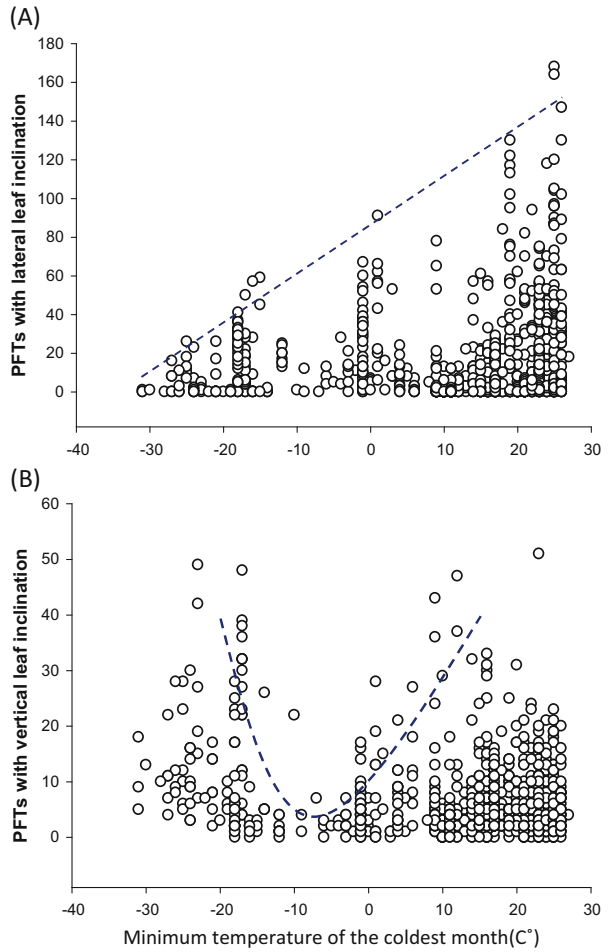 (A)
180
160
140
120
100
80
60
40
20
0
PFTs with lateral leaf inclination
-40 -30 -20 -10 0 10 20 30
(B)
60
50
40
30
20
10
0
PFTs with vertical leaf inclination
-40 -30 -20 -10 0 10 20 30
Minimum temperature of the coldest month(C˚)